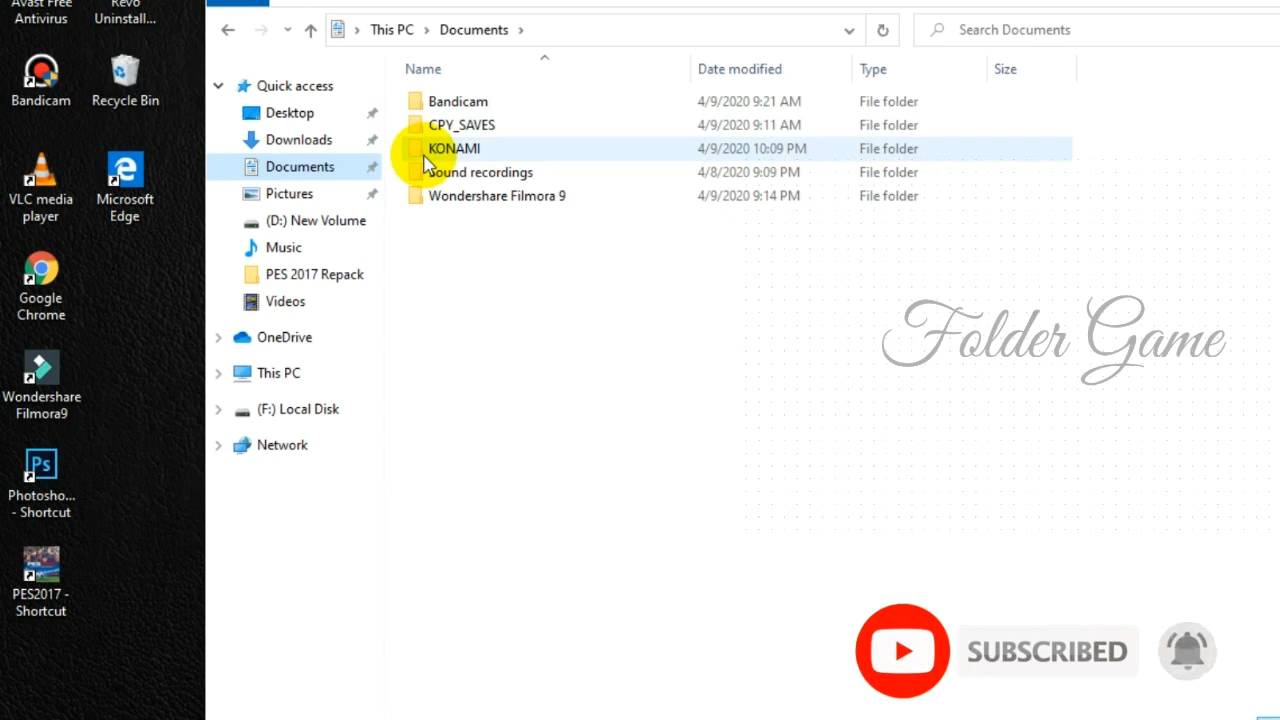 Avast Free
Antivirus
Revo
Uninstall...
Bandicam
Recycle Bin
VLC media
player
Microsoft
Edge
Google
Chrome
Wondershare
Filmora9
Ps
Photosho...
- Shortcut
PES2017 -
Shortcut
This PC > Documents >
Search Documents
Quick access
Desktop
Downloads
Documents
Pictures
(D:) New Volume
Music
PES 2017 Repack
Videos
OneDrive
This PC
(F:) Local Disk
Network
Name Date modified Type Size
Bandicam 4/9/2020 9:21 AM File folder
CPY_SAVES 4/9/2020 9:11 AM File folder
KONAMI 4/9/2020 10:09 PM File folder
Sound recordings 4/8/2020 9:09 PM File folder
Wondershare Filmora 9 4/9/2020 9:14 PM File folder
Folder Game
SUBSCRIBED